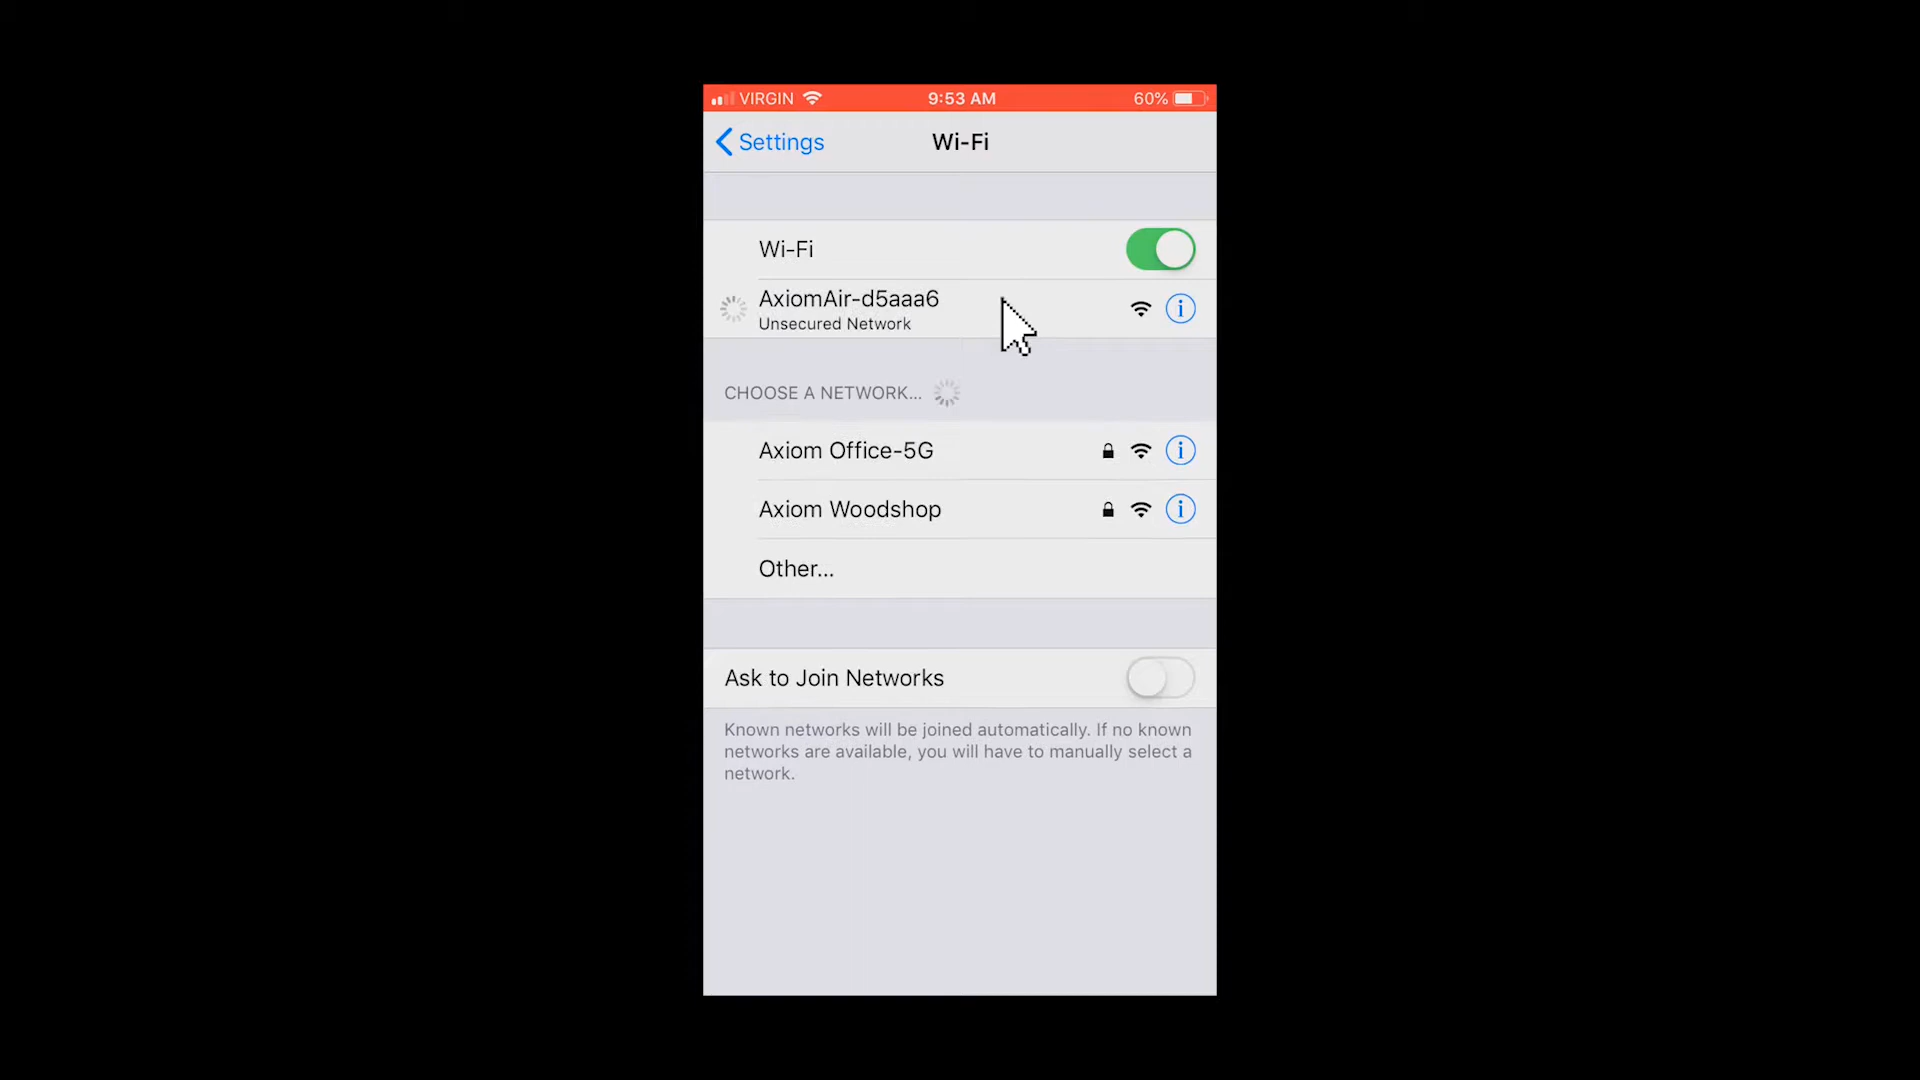 VIRGIN 9:53 AM 60%
Settings Wi-Fi
Wi-Fi
AxiomAir-d5aaa6
Unsecured Network
CHOOSE A NETWORK...
Axiom Office-5G
Axiom Woodshop
Other...
Ask to Join Networks
Known networks will be joined automatically. If no known
networks are available, you will have to manually select a
network.